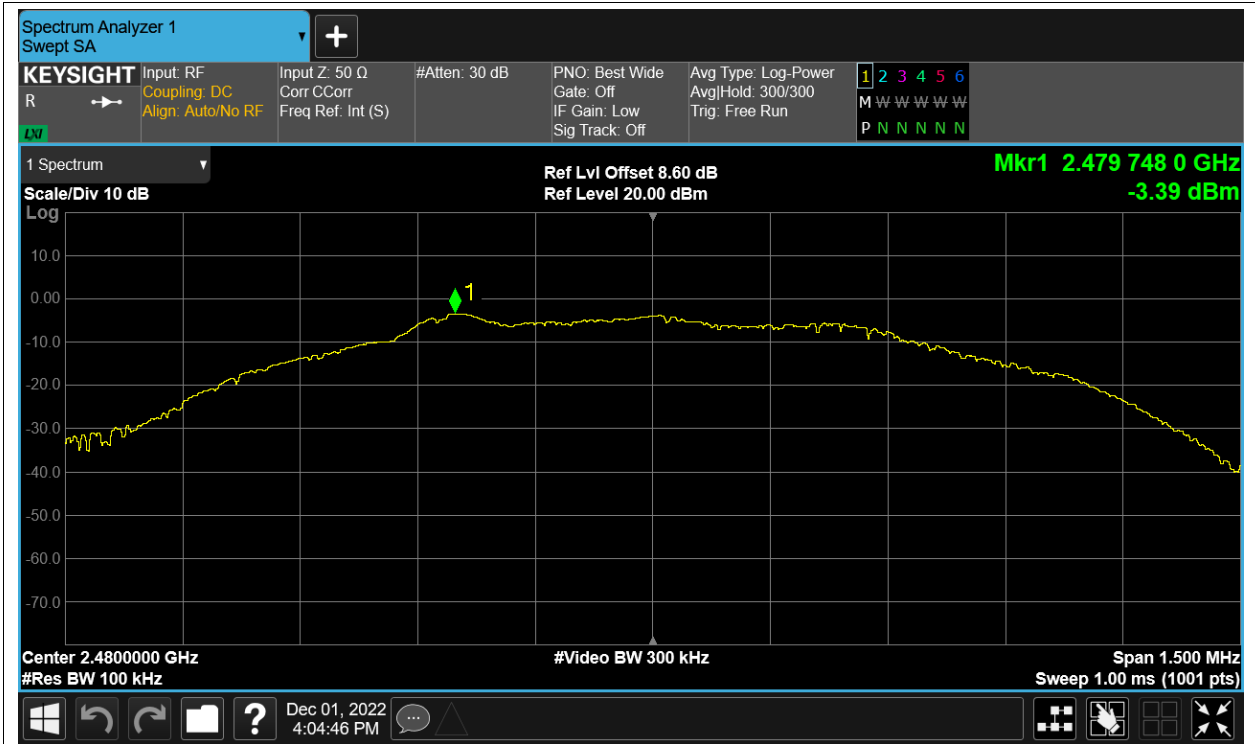 Spectrum Analyzer 1
Swept SA
KEYSIGHT
R
LXI
Input: RF
Coupling: DC
Align: Auto/No RF
Input Z: 50 Ω
Corr CCorr
Freq Ref: Int (S)
#Atten: 30 dB
PNO: Best Wide
Gate: Off
IF Gain: Low
Sig Track: Off
Avg Type: Log-Power
Avg|Hold: 300/300
Trig: Free Run
1 2 3 4 5 6
M W W W W W
P N N N N N
1 Spectrum
Scale/Div 10 dB
Log
Ref Lvl Offset 8.60 dB
Ref Level 20.00 dBm
Mkr1 2.479 748 0 GHz
-3.39 dBm
10.0
0.00
-10.0
-20.0
-30.0
-40.0
-50.0
-60.0
-70.0
1
Center 2.4800000 GHz
#Res BW 100 kHz
#Video BW 300 kHz
Span 1.500 MHz
Sweep 1.00 ms (1001 pts)
?
Dec 01, 2022
4:04:46 PM